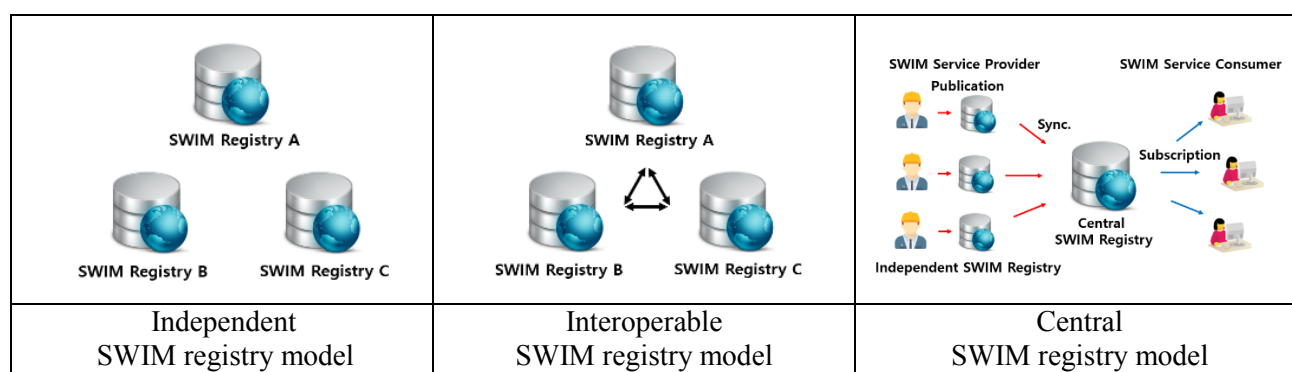 SWIM Registry A
SWIM Registry B
SWIM Registry C
Independent
SWIM registry model
SWIM Registry A
SWIM Registry B
SWIM Registry C
Interoperable
SWIM registry model
SWIM Service Provider
Publication
SWIM Service Consumer
Sync.
Subscription
Central
SWIM Registry
Independent SWIM Registry
Central
SWIM registry model